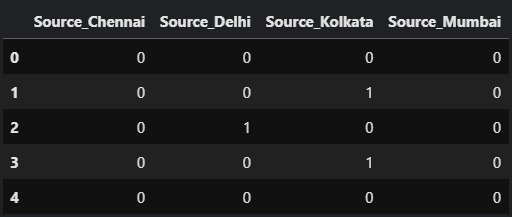 Source_Chennai Source_Delhi Source_Kolkata Source_Mumbai
0 0 0 0 0
1 0 0 1 0
2 0 1 0 0
3 0 0 1 0
4 0 0 0 0